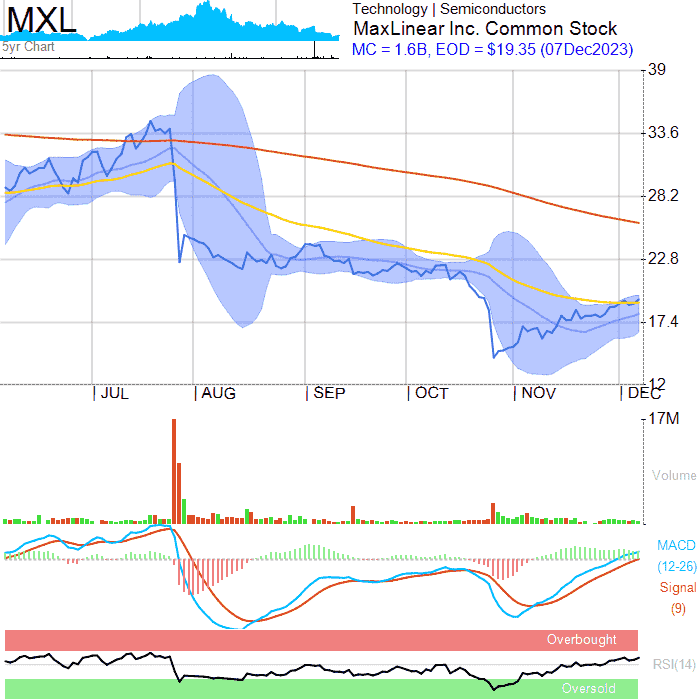 MXL
5yr Chart
Technology | Semiconductors
MaxLinear Inc. Common Stock
MC = 1.6B, EOD = $19.35 (07Dec2023)
39
33.6
28.2
22.8
17.4
12
JUL
AUG
SEP
OCT
NOV
DEC
17M
Volume
MACD
(12-26)
Signal
(9)
Overbought
RSI(14)
Oversold